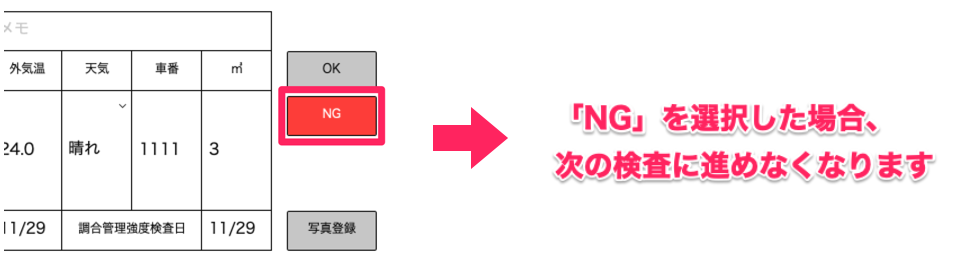 メモ
外気温 天気 車番 ㎥ OK
NG
24.0 晴れ 1111 3
11/29 調合管理強度検査日 11/29 写真登録
「NG」を選択した場合、
次の検査に進めなくなります